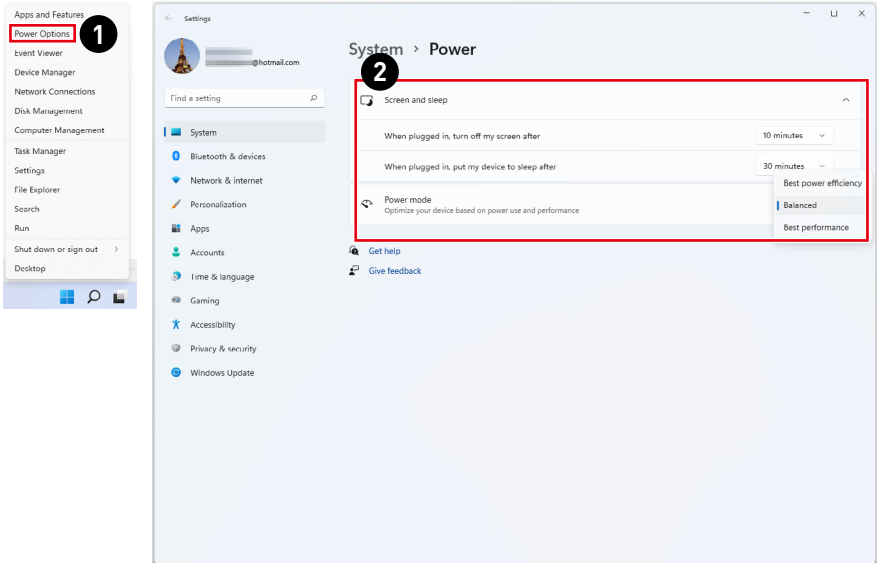 Apps and Features
Power Options
1
Event Viewer
Device Manager
Network Connections
Disk Management
Computer Management
Task Manager
Settings
File Explorer
Search
Run
Shut down or sign out
Desktop
Settings
@hotmail.com
Find a setting
System
Bluetooth & devices
Network & internet
Personalization
Apps
Accounts
Time & language
Gaming
Accessibility
Privacy & security
Windows Update
System > Power
2
Screen and sleep
When plugged in, turn off my screen after
10 minutes
When plugged in, put my device to sleep after
30 minutes
Power mode
Optimize your device based on power use and performance
Best power efficiency
Balanced
Best performance
Get help
Give feedback